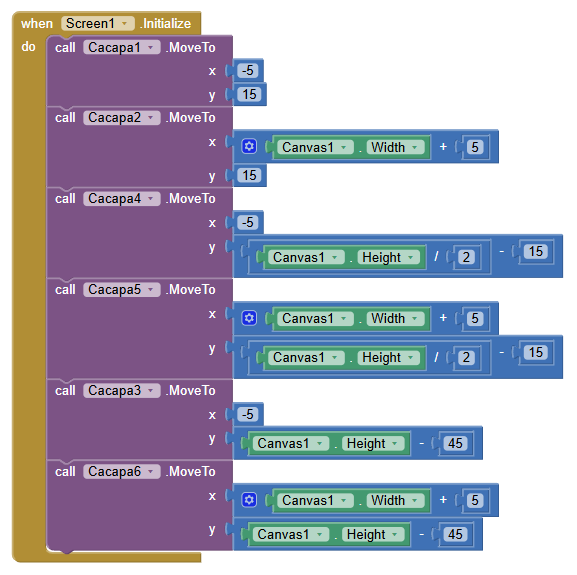 when Screen1 .Initialize
do call Cacapa1 .MoveTo
x -5
y 15
call Cacapa2 .MoveTo
x Canvas1 . Width + 5
y 15
call Cacapa4 .MoveTo
x -5
y Canvas1 . Height / 2 - 15
call Cacapa5 .MoveTo
x Canvas1 . Width + 5
y Canvas1 . Height / 2 - 15
call Cacapa3 .MoveTo
x -5
y Canvas1 . Height - 45
call Cacapa6 .MoveTo
x Canvas1 . Width + 5
y Canvas1 . Height - 45